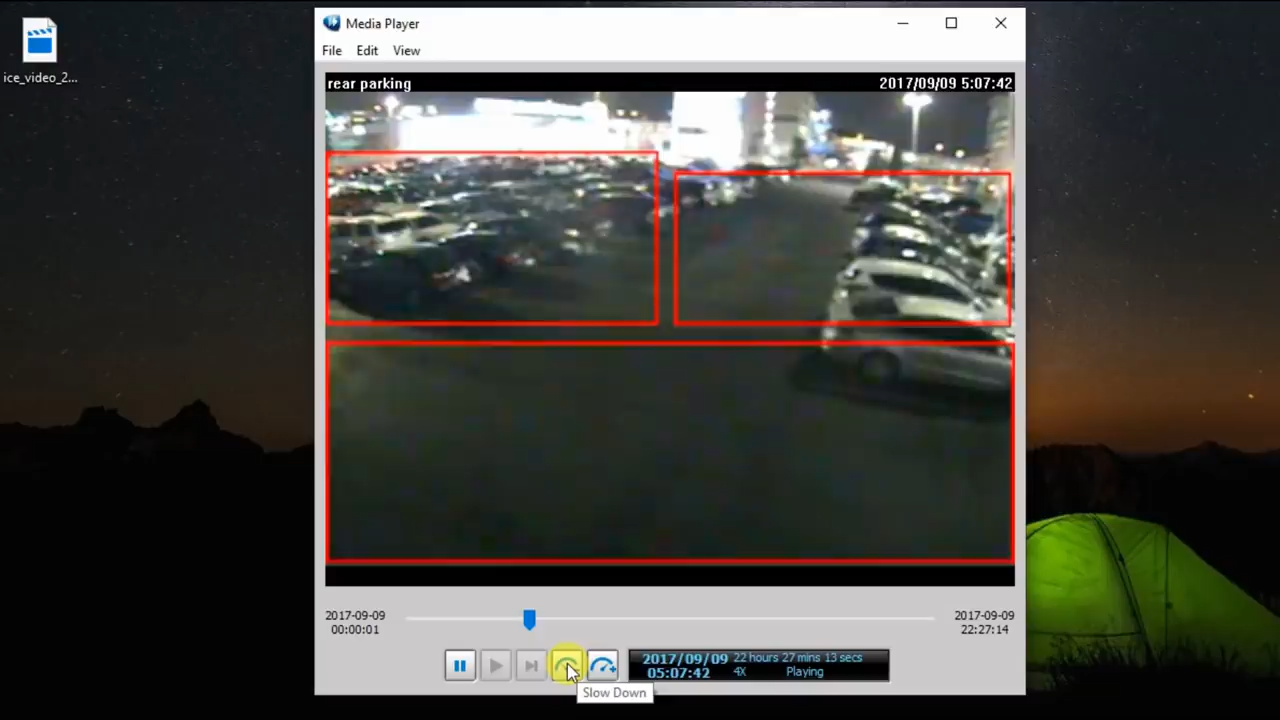 ice_video_2...
Media Player
File Edit View
rear parking 2017/09/09 5:07:42
2017-09-09
00:00:01
2017-09-09
22:27:14
2017/09/09 22 hours 27 mins 13 secs
05:07:42 4X Playing
Slow Down